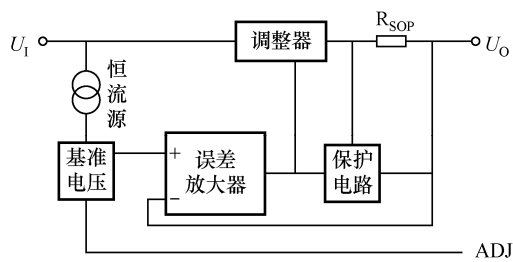 U_I
调整器
R_SOP
U_O
恒
流
源
基准
电压
+
误差
放大器
−
保护
电路
ADJ